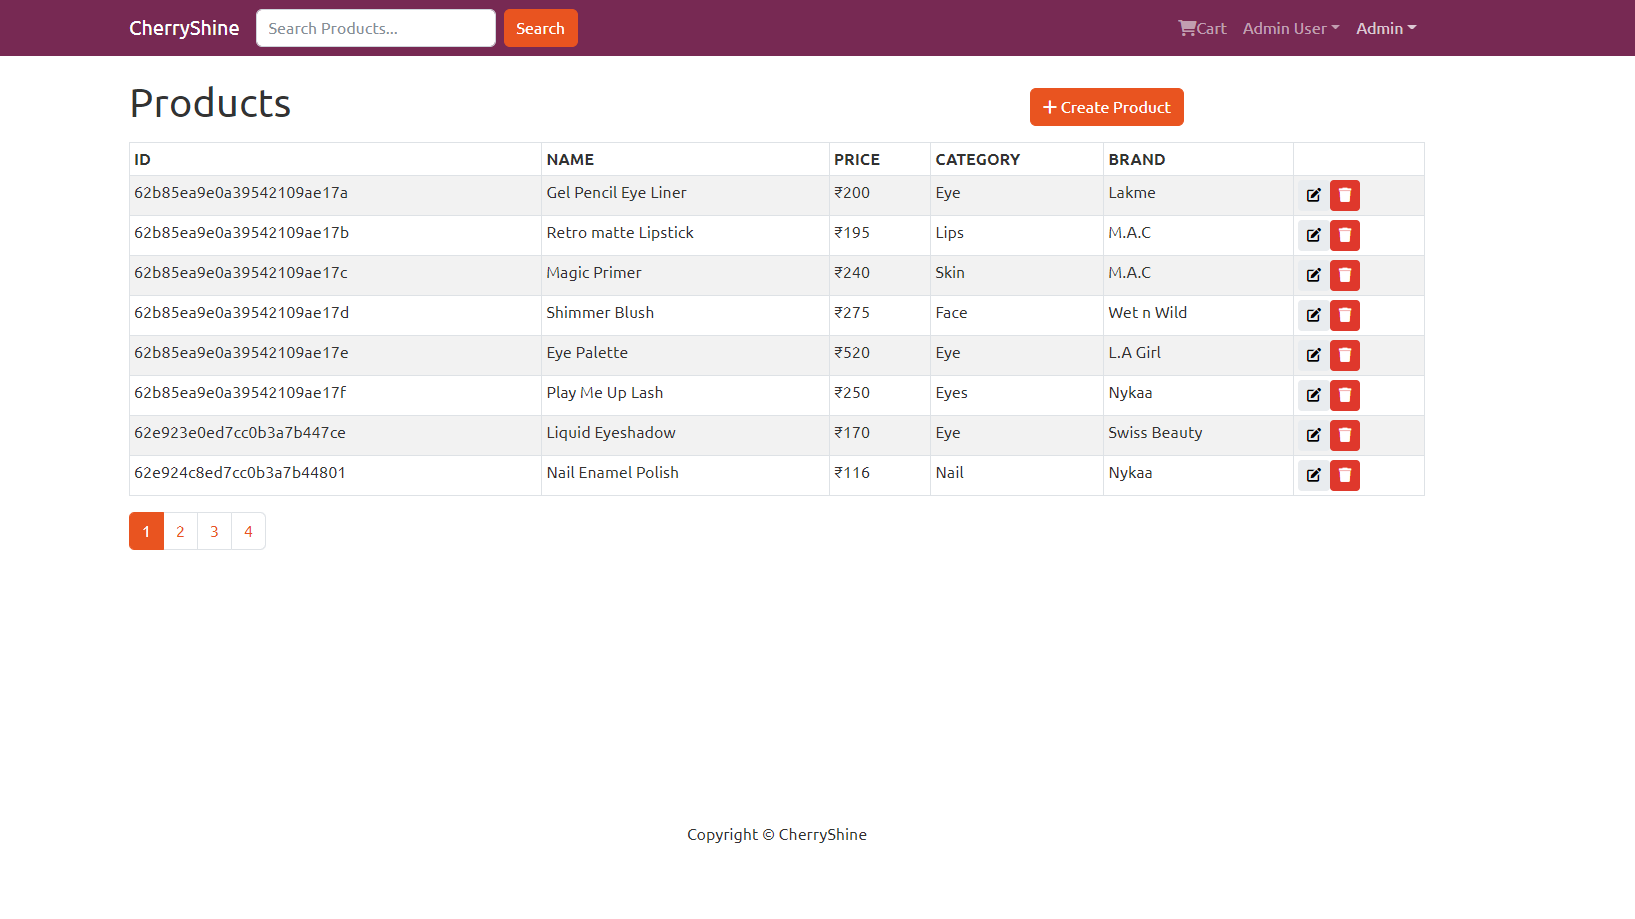 CherryShine Search Products... Search Cart Admin User Admin
Products + Create Product
ID NAME PRICE CATEGORY BRAND
62b85ea9e0a39542109ae17a Gel Pencil Eye Liner ₹200 Eye Lakme
62b85ea9e0a39542109ae17b Retro matte Lipstick ₹195 Lips M.A.C
62b85ea9e0a39542109ae17c Magic Primer ₹240 Skin M.A.C
62b85ea9e0a39542109ae17d Shimmer Blush ₹275 Face Wet n Wild
62b85ea9e0a39542109ae17e Eye Palette ₹520 Eye L.A Girl
62b85ea9e0a39542109ae17f Play Me Up Lash ₹250 Eyes Nykaa
62e923e0ed7cc0b3a7b447ce Liquid Eyeshadow ₹170 Eye Swiss Beauty
62e924c8ed7cc0b3a7b44801 Nail Enamel Polish ₹116 Nail Nykaa
1 2 3 4
Copyright © CherryShine